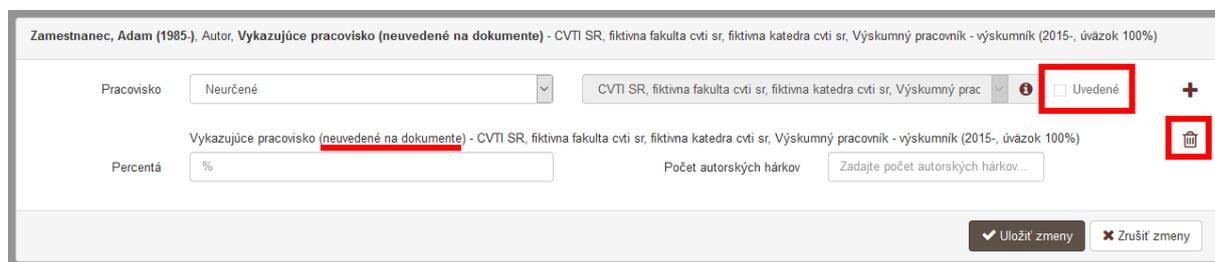 Zamestnanec, Adam (1985-), Autor, Vykazujúce pracovisko (neuvedené na dokumente) - CVTI SR, fiktivna fakulta cvti sr, fiktivna katedra cvti sr, Výskumný pracovník - výskumník (2015-, úväzok 100%)
Pracovisko Neurčené CVTI SR, fiktivna fakulta cvti sr, fiktivna katedra cvti sr, Výskumný prac Uvedené
Vykazujúce pracovisko (neuvedené na dokumente) - CVTI SR, fiktivna fakulta cvti sr, fiktivna katedra cvti sr, Výskumný pracovník - výskumník (2015-, úväzok 100%)
Percentá % Počet autorských hárkov Zadajte počet autorských hárkov...
Uložiť zmeny Zrušiť zmeny